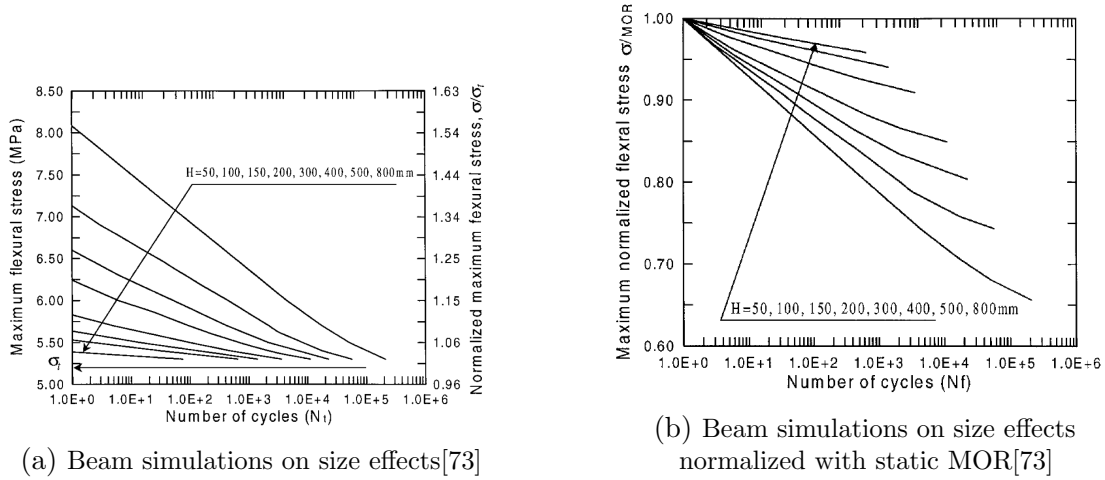 8.50
8.00
7.50
7.00
6.50
6.00
5.50
5.00
σt
Maximum flexural stress (MPa)
1.63
1.54
1.44
1.34
1.25
1.15
1.06
0.96
Normalized maximum fexural stress, σ/σt
H=50, 100, 150, 200, 300, 400, 500, 800mm
1.0E+0 1.0E+1 1.0E+2 1.0E+3 1.0E+4 1.0E+5 1.0E+6
Number of cycles (Nt)
(a) Beam simulations on size effects[73]
1.00
0.90
0.80
0.70
0.60
Maximum normalized flexral stress σ/MOR
H=50, 100, 150, 200, 300, 400, 500, 800mm
1.0E+0 1.0E+1 1.0E+2 1.0E+3 1.0E+4 1.0E+5 1.0E+6
Number of cycles (Nf)
(b) Beam simulations on size effects
normalized with static MOR[73]